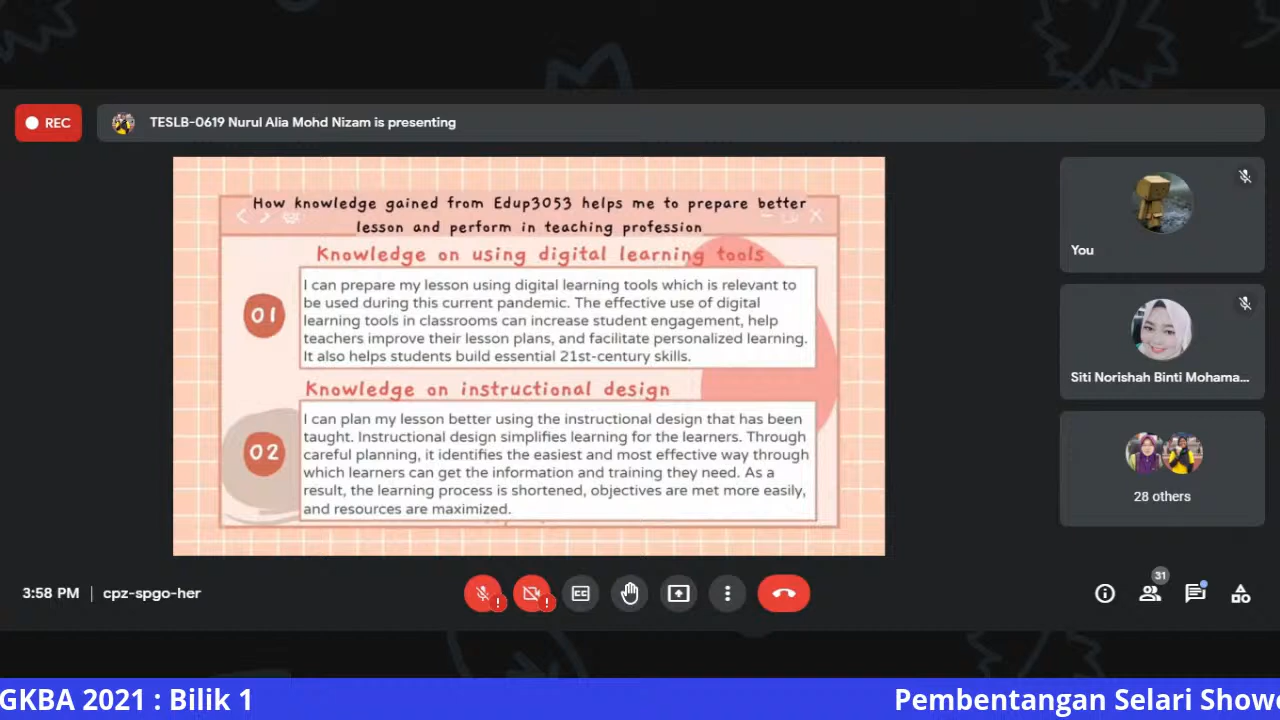 REC
TESLB-0619 Nurul Alia Mohd Nizam is presenting
How knowledge gained from Edup3053 helps me to prepare better
lesson and perform in teaching profession
Knowledge on using digital learning tools
01
I can prepare my lesson using digital learning tools which is relevant to
be used during this current pandemic. The effective use of digital
learning tools in classrooms can increase student engagement, help
teachers improve their lesson plans, and facilitate personalized learning.
It also helps students build essential 21st-century skills.
Knowledge on instructional design
02
I can plan my lesson better using the instructional design that has been
taught. Instructional design simplifies learning for the learners. Through
careful planning, it identifies the easiest and most effective way through
which learners can get the information and training they need. As a
result, the learning process is shortened, objectives are met more easily,
and resources are maximized.
You
Siti Norishah Binti Mohama...
28 others
3:58 PM | cpz-spgo-her
31
GKBA 2021 : Bilik 1
Pembentangan Selari